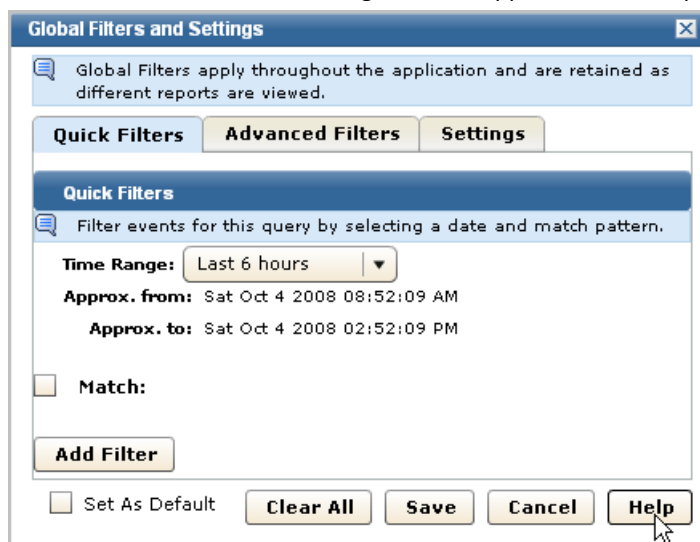 Global Filters and Settings
Global Filters apply throughout the application and are retained as
different reports are viewed.
Quick Filters Advanced Filters Settings
Quick Filters
Filter events for this query by selecting a date and match pattern.
Time Range: Last 6 hours
Approx. from: Sat Oct 4 2008 08:52:09 AM
Approx. to: Sat Oct 4 2008 02:52:09 PM
Match:
Add Filter
Set As Default Clear All Save Cancel Help